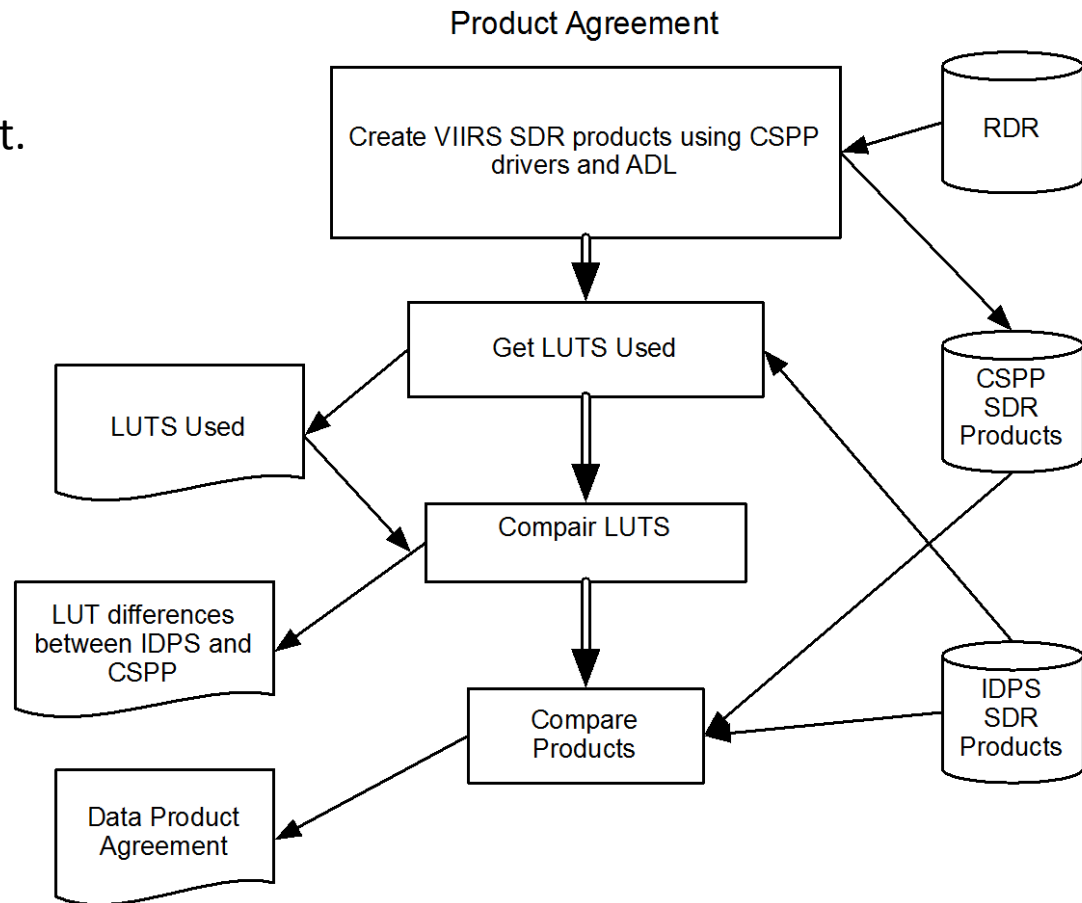 Product Agreement
t.
Create VIIRS SDR products using CSPP
drivers and ADL
RDR
Get LUTS Used
LUTS Used
CSPP
SDR
Products
Compair LUTS
LUT differences
between IDPS and
CSPP
IDPS
SDR
Products
Compare
Products
Data Product
Agreement